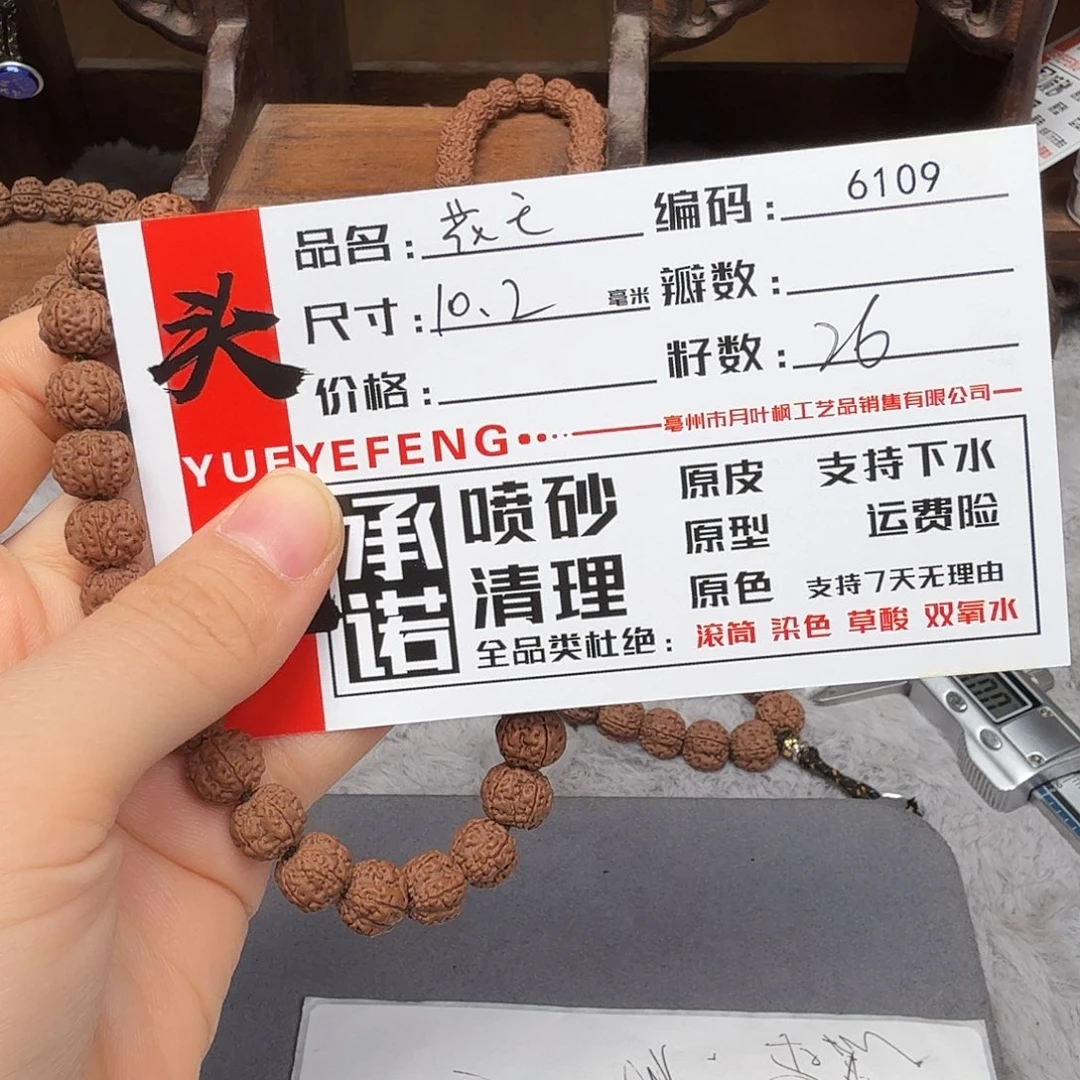 头
品名：
编码：6109
尺寸：10.2 毫米
瓣数：
价格：
籽数：26
YUEYEFENG
亳州市月叶枫工艺品销售有限公司
承诺
喷砂
清理
原皮
原型
原色
支持下水
运费险
支持7天无理由
全品类杜绝：滚筒 染色 草酸 双氧水